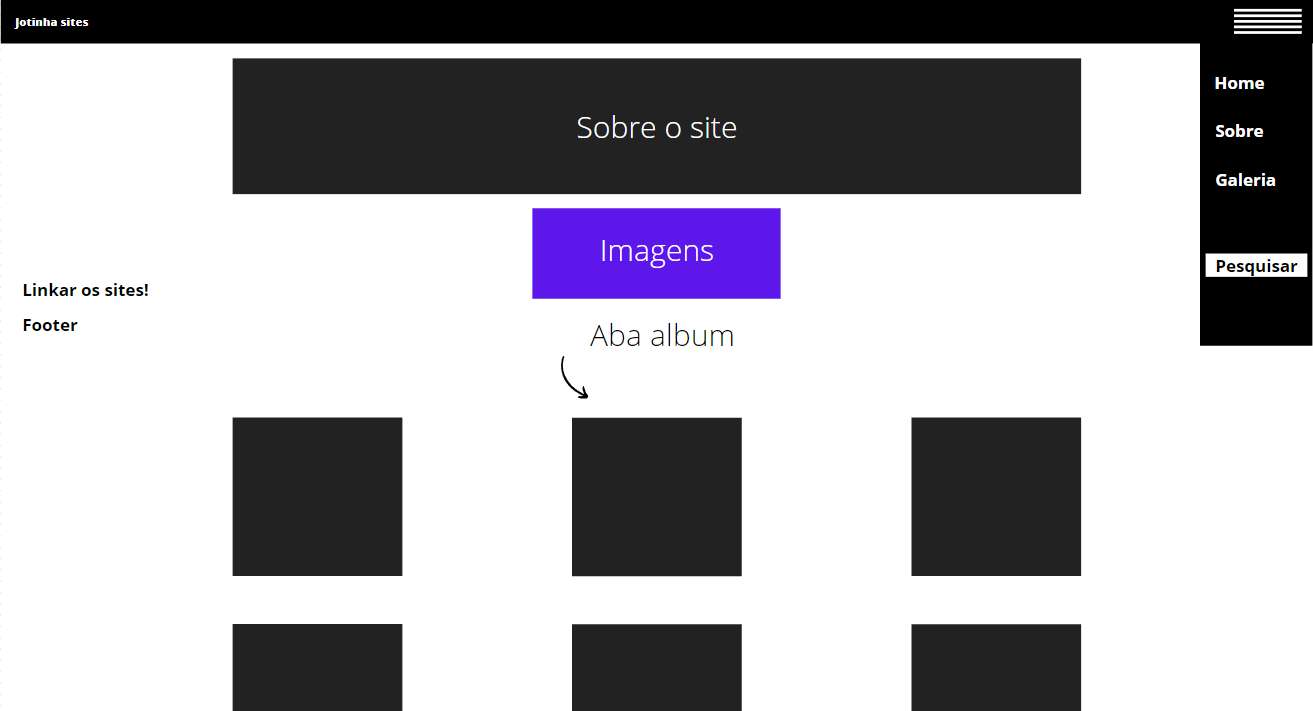 Jotinha sites
Home
Sobre
Galeria
Pesquisar
Sobre o site
Imagens
Linkar os sites!
Footer
Aba album